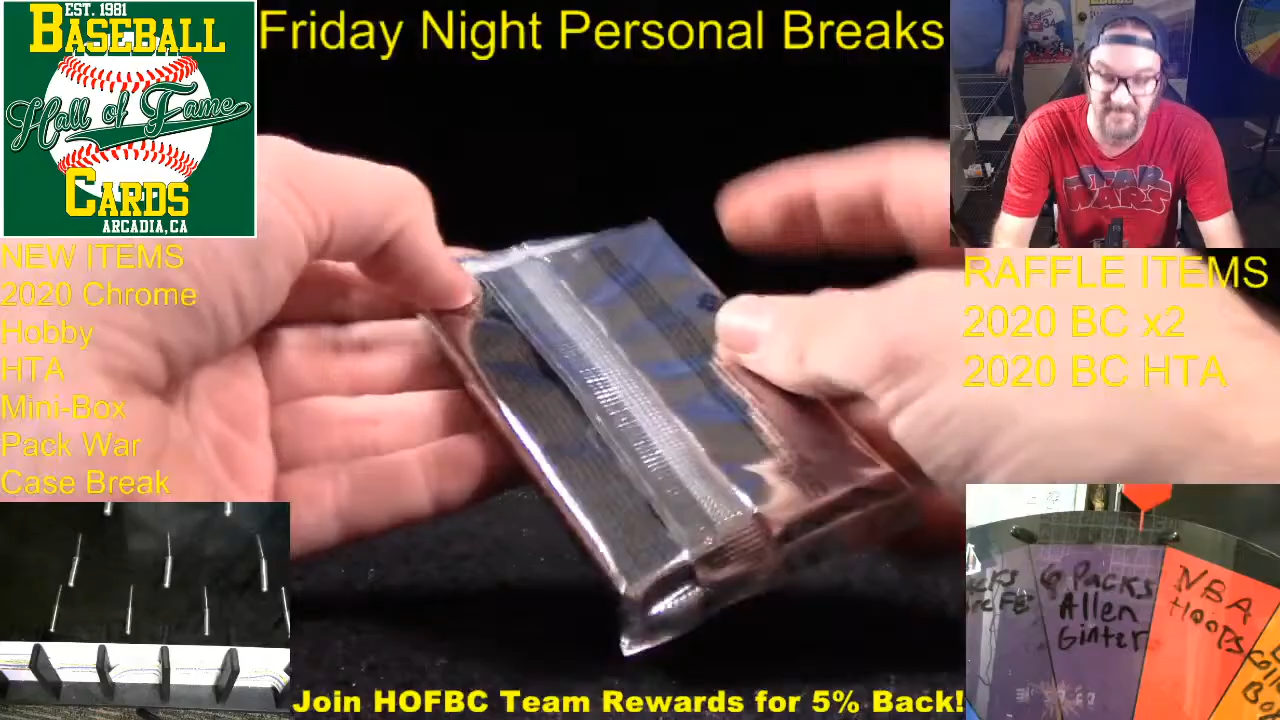 EST. 1981
BASEBALL
Hall of Fame
CARDS
ARCADIA, CA
Friday Night Personal Breaks
STAR
WARS
NEW ITEMS
2020 Chrome
Hobby
HTA
Mini-Box
Pack War
Case Break
RAFFLE ITEMS
2020 BC x2
2020 BC HTA
6 Packs
Allen
Ginter
NBA
Hoops
Join HOFBC Team Rewards for 5% Back!